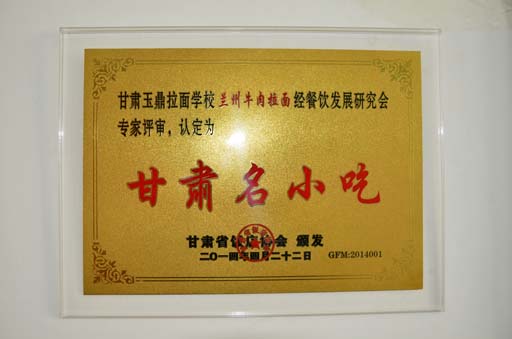 甘肃玉鼎拉面学校兰州牛肉拉面经餐饮发展研究会
专家评审，认定为
甘肃名小吃
甘肃省饮店协会 颁发
二〇一四年四月二十二日 GFM:2014001